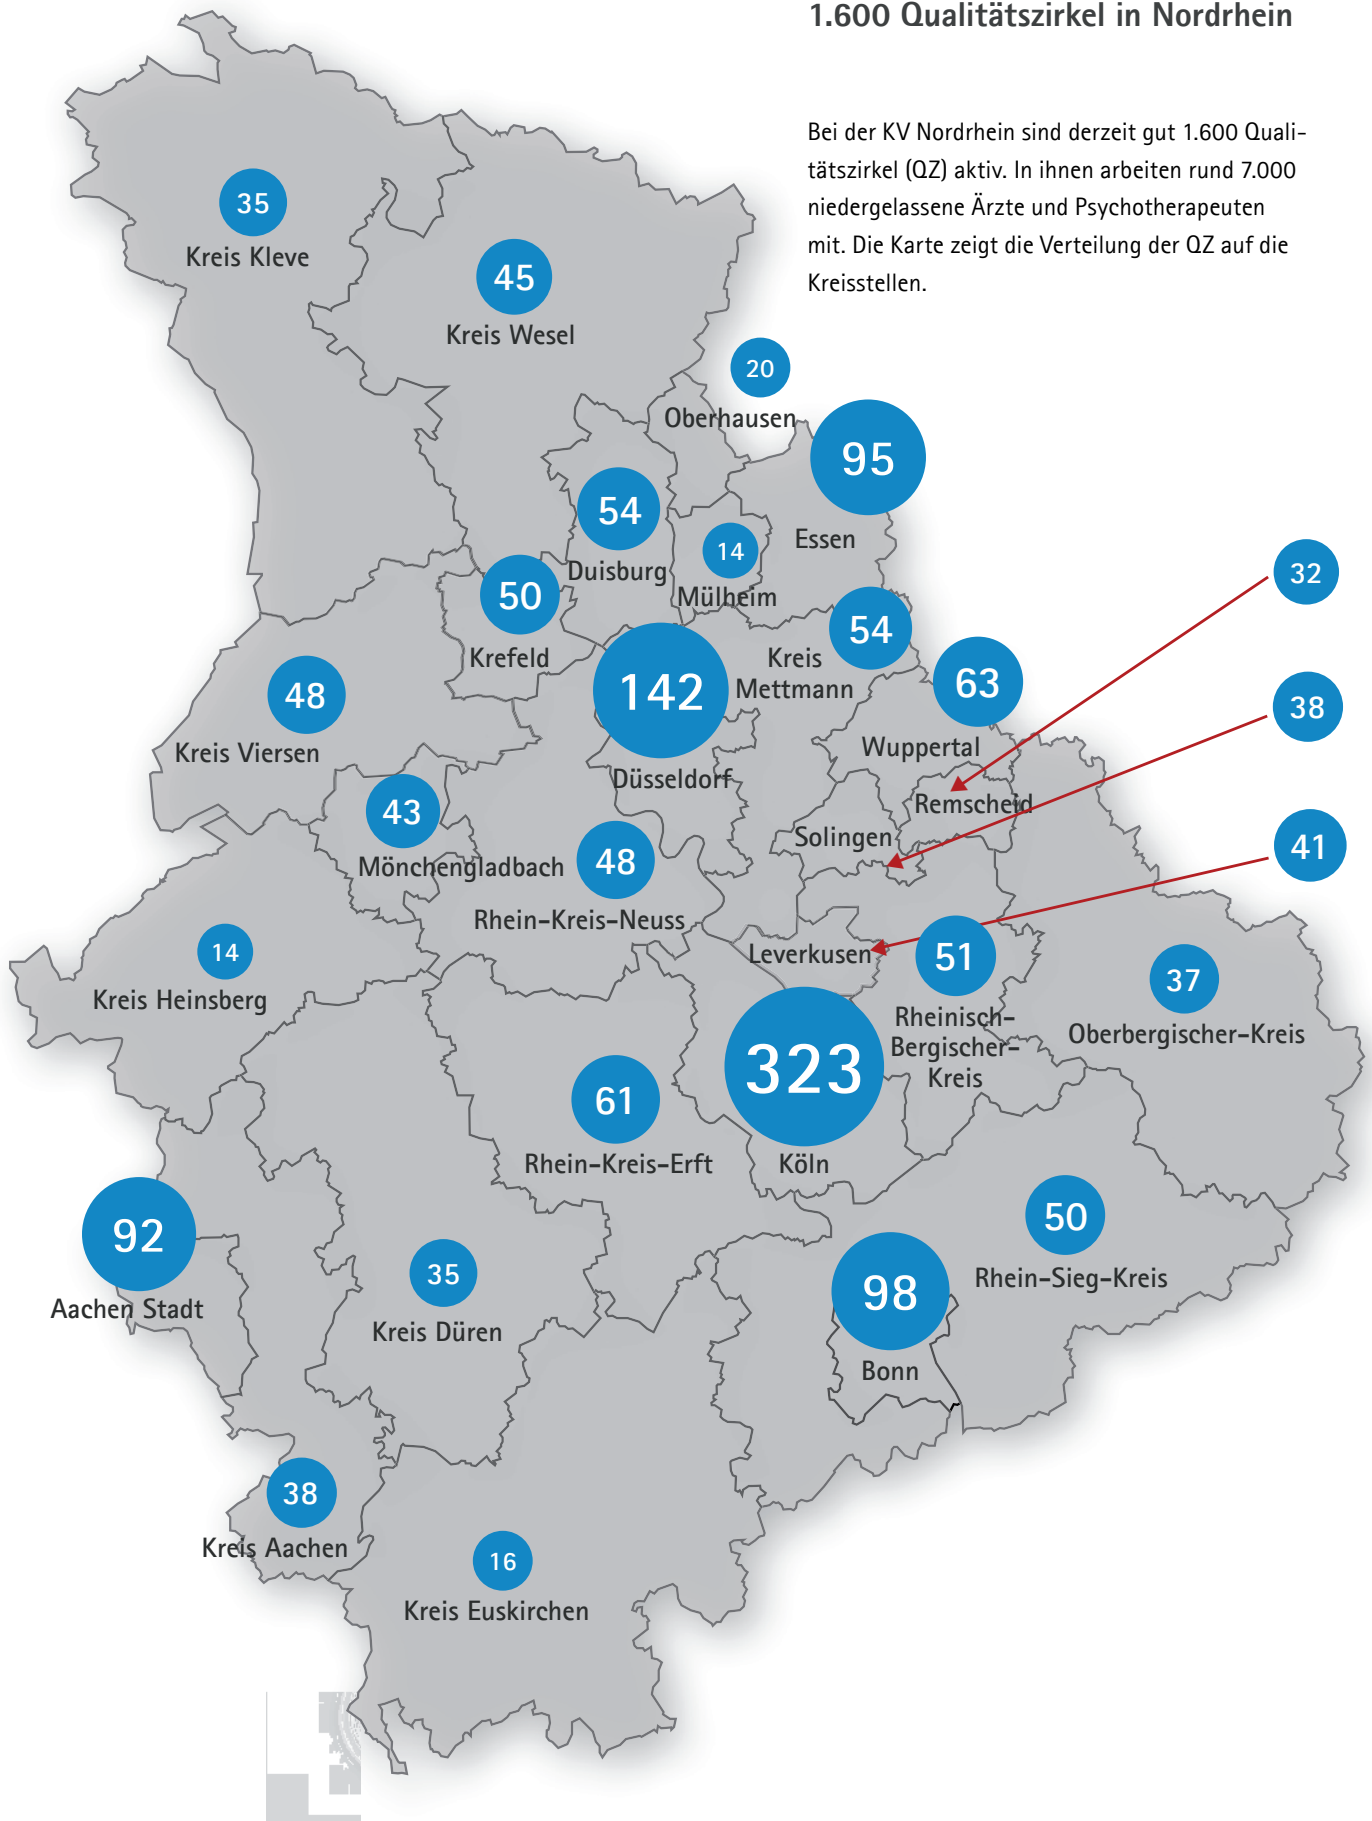 1.600 Qualitätszirkel in Nordrhein
Bei der KV Nordrhein sind derzeit gut 1.600 Quali-
tätszirkel (QZ) aktiv. In ihnen arbeiten rund 7.000
niedergelassene Ärzte und Psychotherapeuten
mit. Die Karte zeigt die Verteilung der QZ auf die
Kreisstellen.
35
Kreis Kleve
45
Kreis Wesel
20
Oberhausen
95
Essen
54
Duisburg
14
Mülheim
50
Krefeld
54
Kreis
Mettmann
32
142
Düsseldorf
63
Wuppertal
38
48
Kreis Viersen
43
Mönchengladbach
48
Rhein-Kreis-Neuss
Remscheid
Solingen
41
Leverkusen
51
Rheinisch-
Bergischer-
Kreis
37
Oberbergischer-Kreis
14
Kreis Heinsberg
323
Köln
61
Rhein-Kreis-Erft
92
Aachen Stadt
35
Kreis Düren
98
Bonn
50
Rhein-Sieg-Kreis
38
Kreis Aachen
16
Kreis Euskirchen